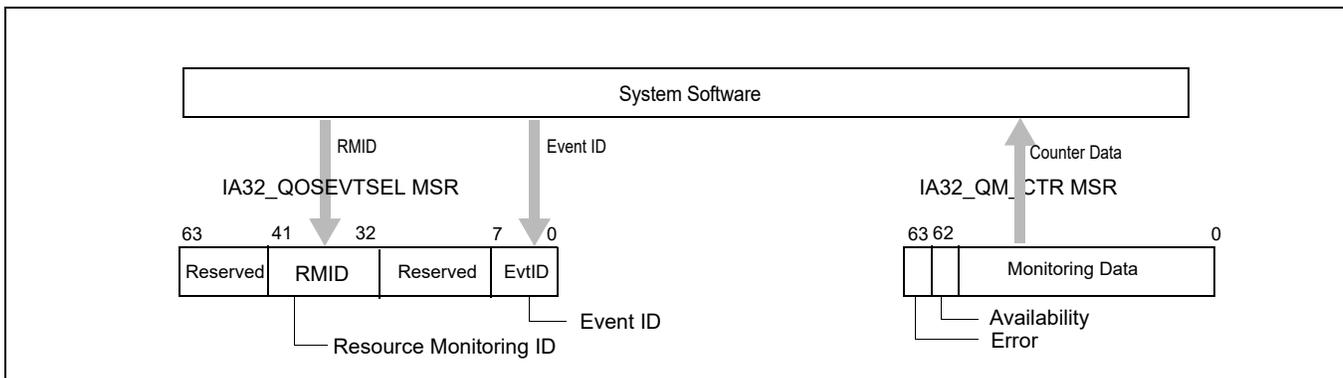 System Software
RMID
Event ID
Counter Data
IA32_QOSEVTSEL MSR
IA32_QM_CTR MSR
63 41 32 7 0
63 62 0
Reserved RMID Reserved EvtID
Monitoring Data
Event ID
Resource Monitoring ID
Availability
Error